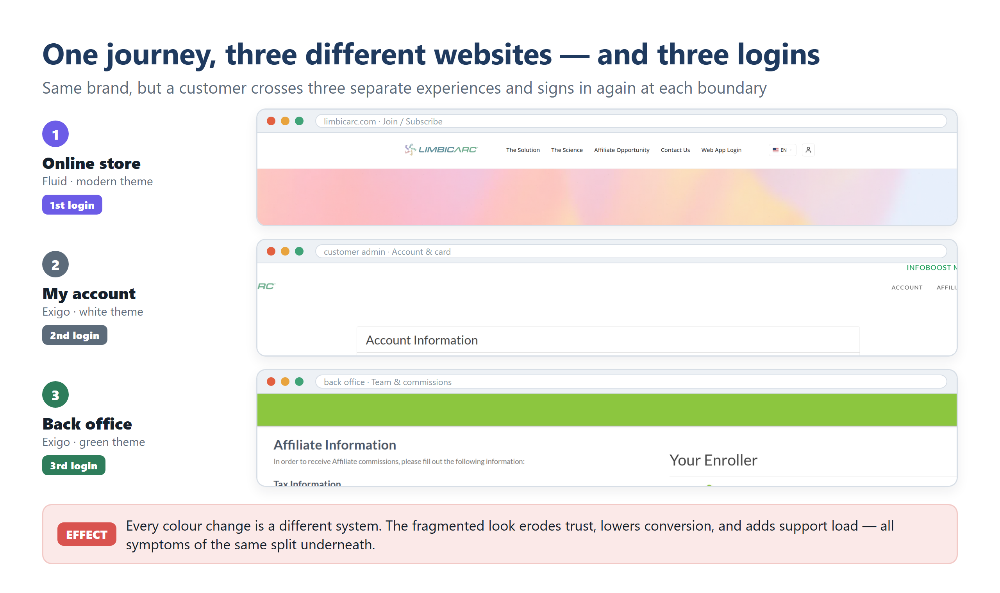 One journey, three different websites — and three logins
Same brand, but a customer crosses three separate experiences and signs in again at each boundary
1
Online store
Fluid · modern theme
1st login
limbicarc.com · Join / Subscribe
LIMBICARC
The Solution
The Science
Affiliate Opportunity
Contact Us
Web App Login
EN
2
My account
Exigo · white theme
2nd login
customer admin · Account & card
INFOBOOST
RC
ACCOUNT
AFFILI
Account Information
3
Back office
Exigo · green theme
3rd login
back office · Team & commissions
Affiliate Information
In order to receive Affiliate commissions, please fill out the following information:
Tax Information
Your Enroller
EFFECT
Every colour change is a different system. The fragmented look erodes trust, lowers conversion, and adds support load — all
symptoms of the same split underneath.